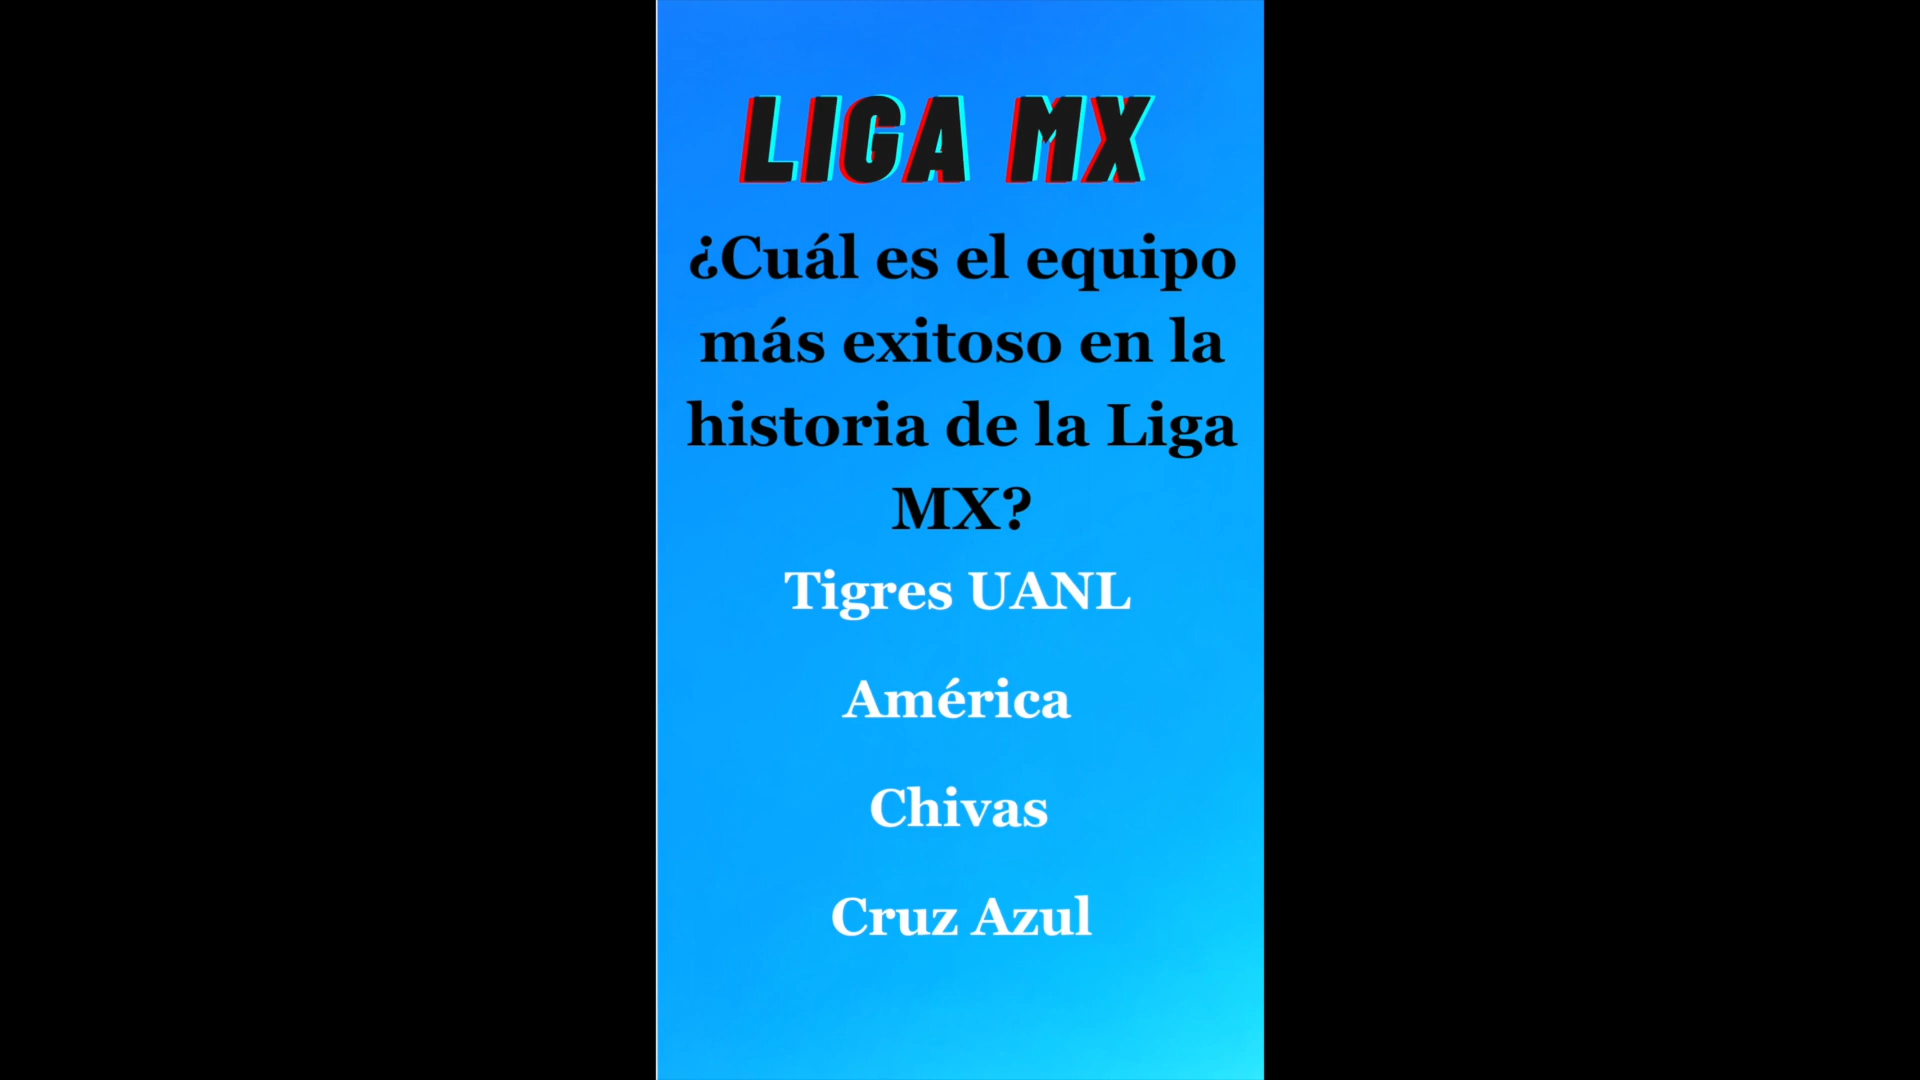 LIGA MX
¿Cuál es el equipo
más exitoso en la
historia de la Liga
MX?
Tigres UANL
América
Chivas
Cruz Azul